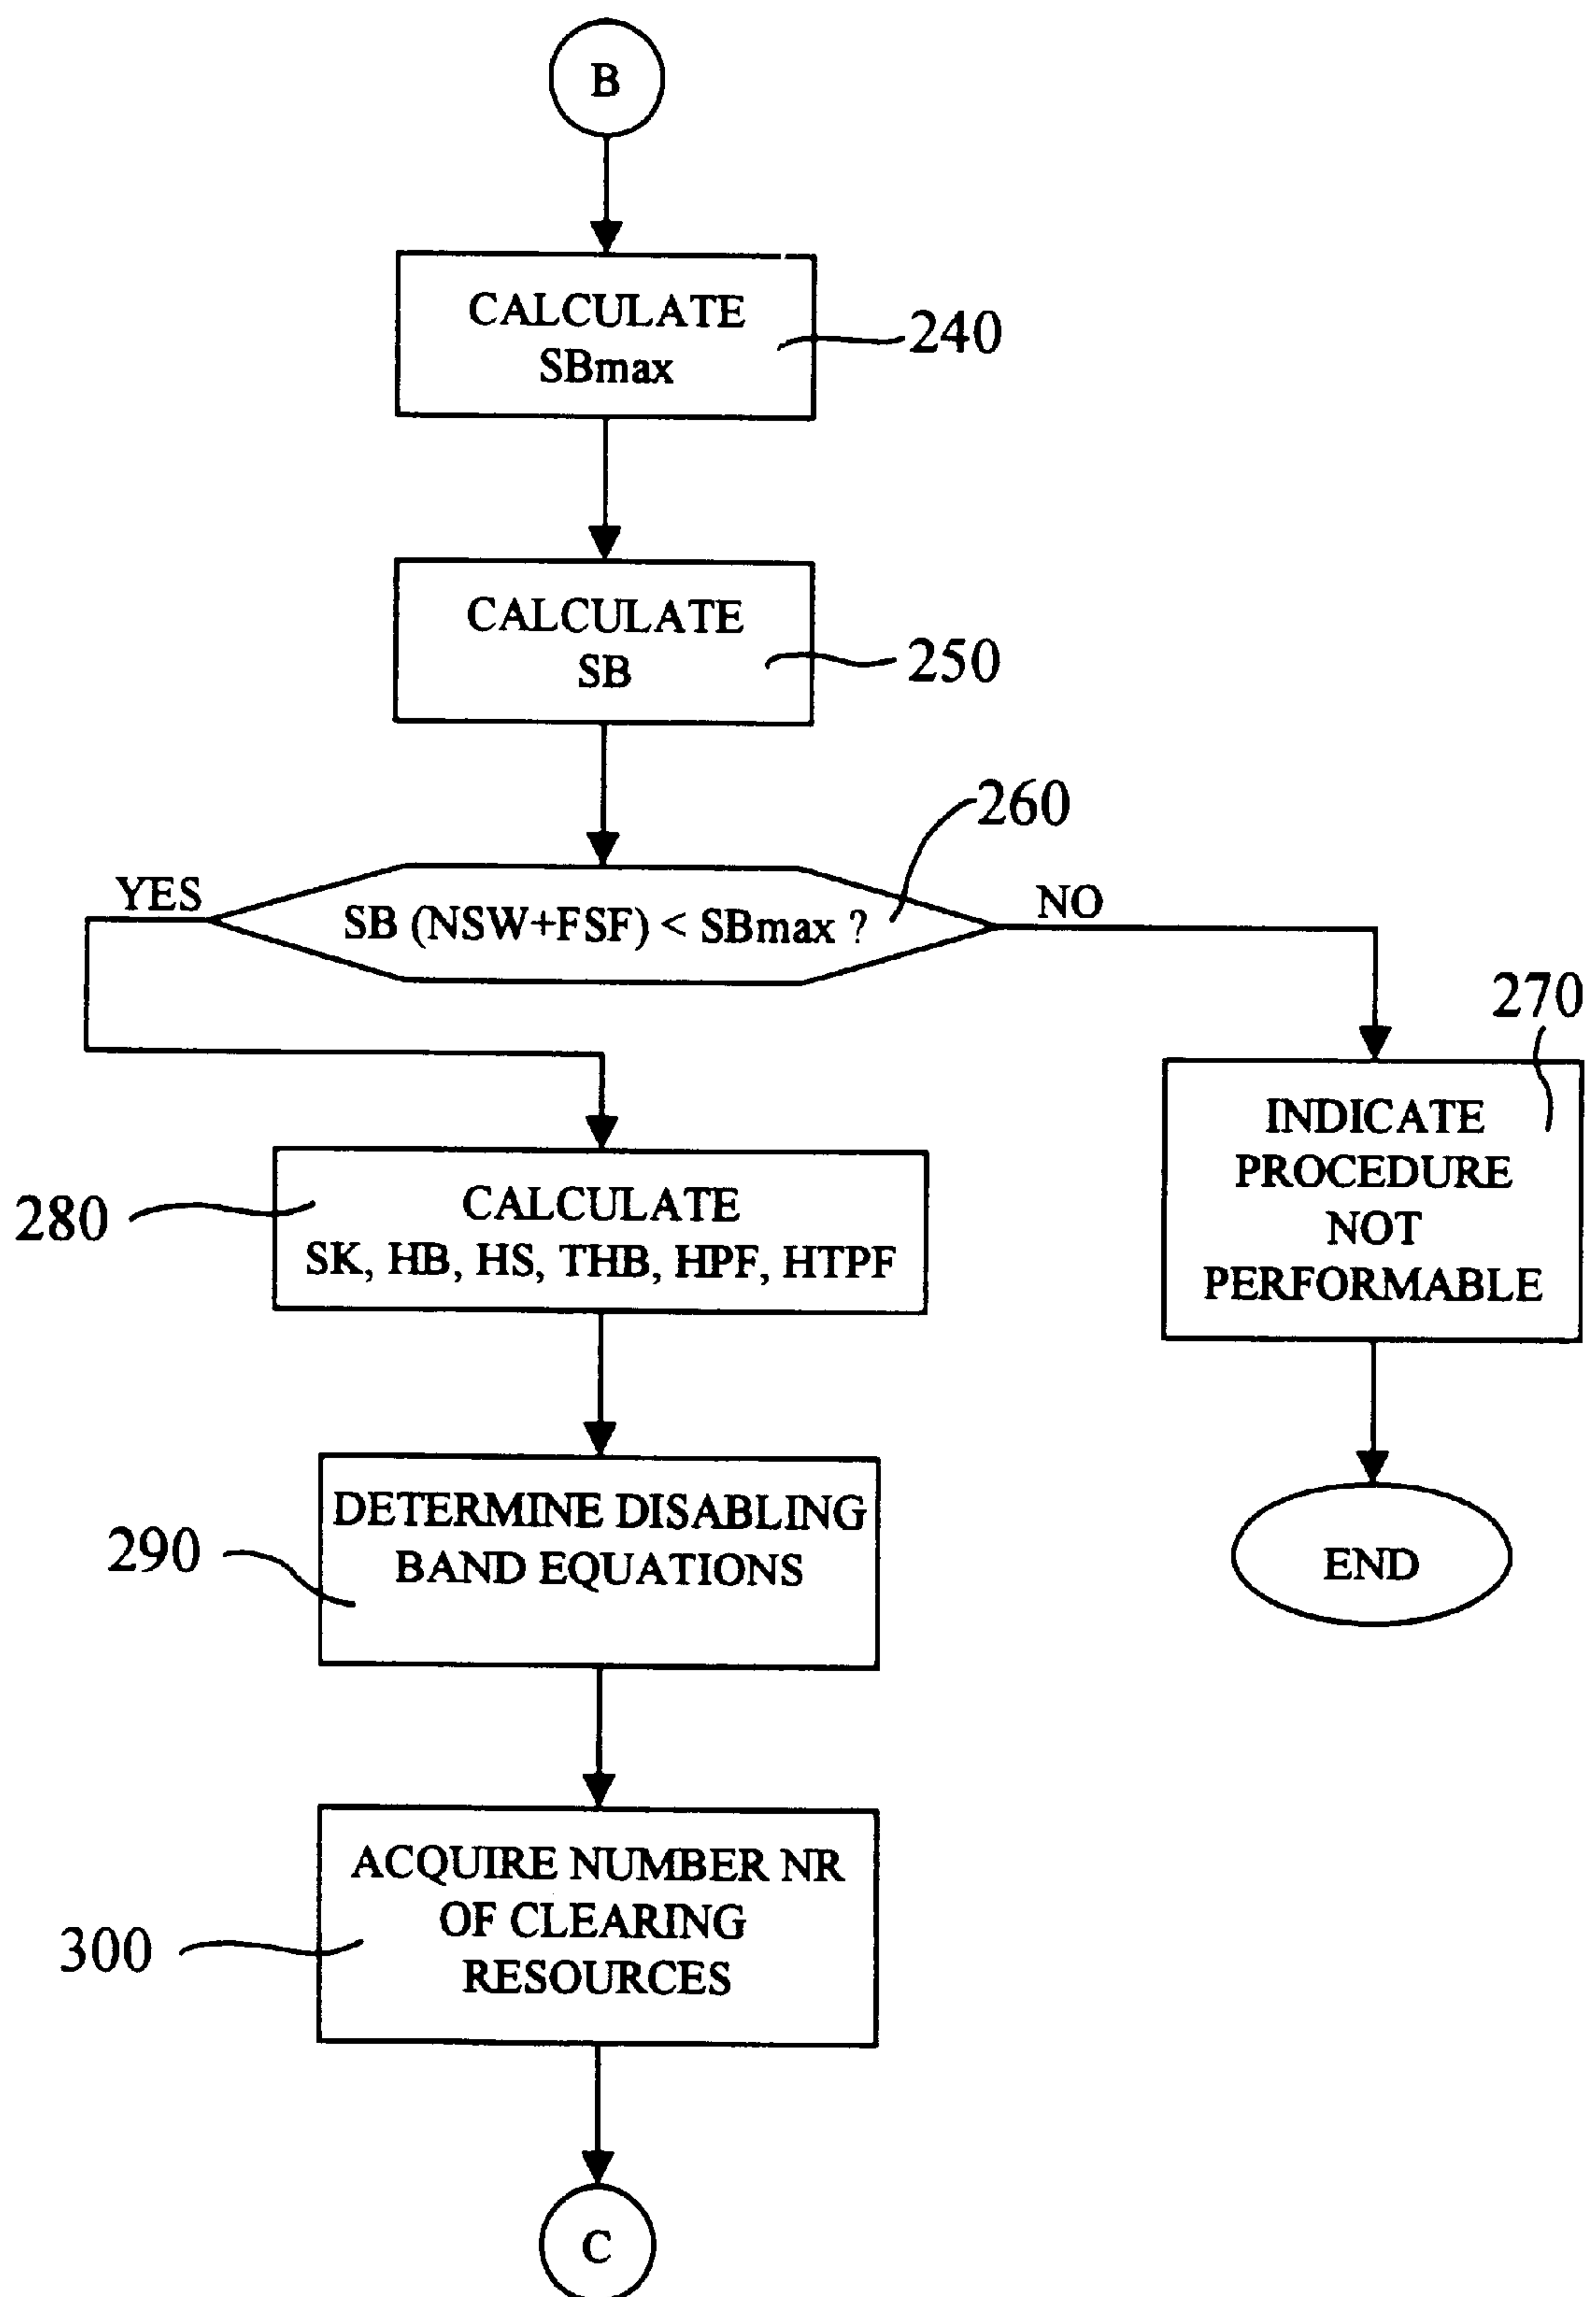 B
CALCULATE
SBmax
240
CALCULATE
SB
250
260
YES
SB (NSW+FSF) < SBmax ?
NO
270
INDICATE
PROCEDURE
NOT
PERFORMABLE
280
CALCULATE
SK, HB, HS, THB, HPF, HTPF
290
DETERMINE DISABLING
BAND EQUATIONS
END
300
ACQUIRE NUMBER NR
OF CLEARING
RESOURCES
C